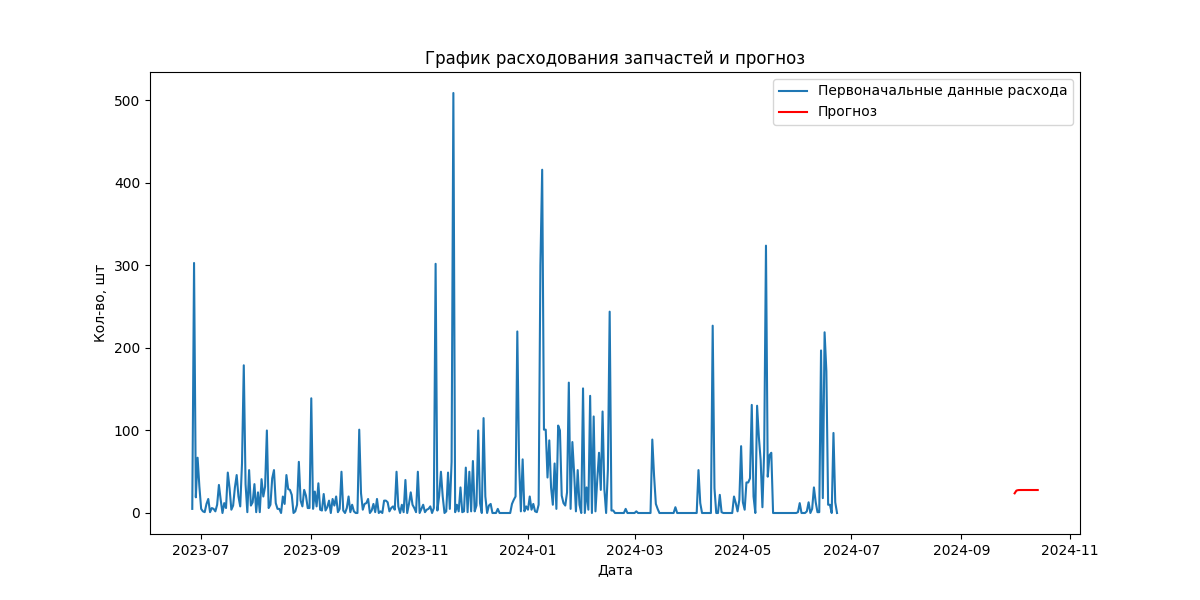 График расходования запчастей и прогноз
Первоначальные данные расхода
Прогноз
Кол-во, шт
500
400
300
200
100
0
2023-07 2023-09 2023-11 2024-01 2024-03 2024-05 2024-07 2024-09 2024-11
Дата